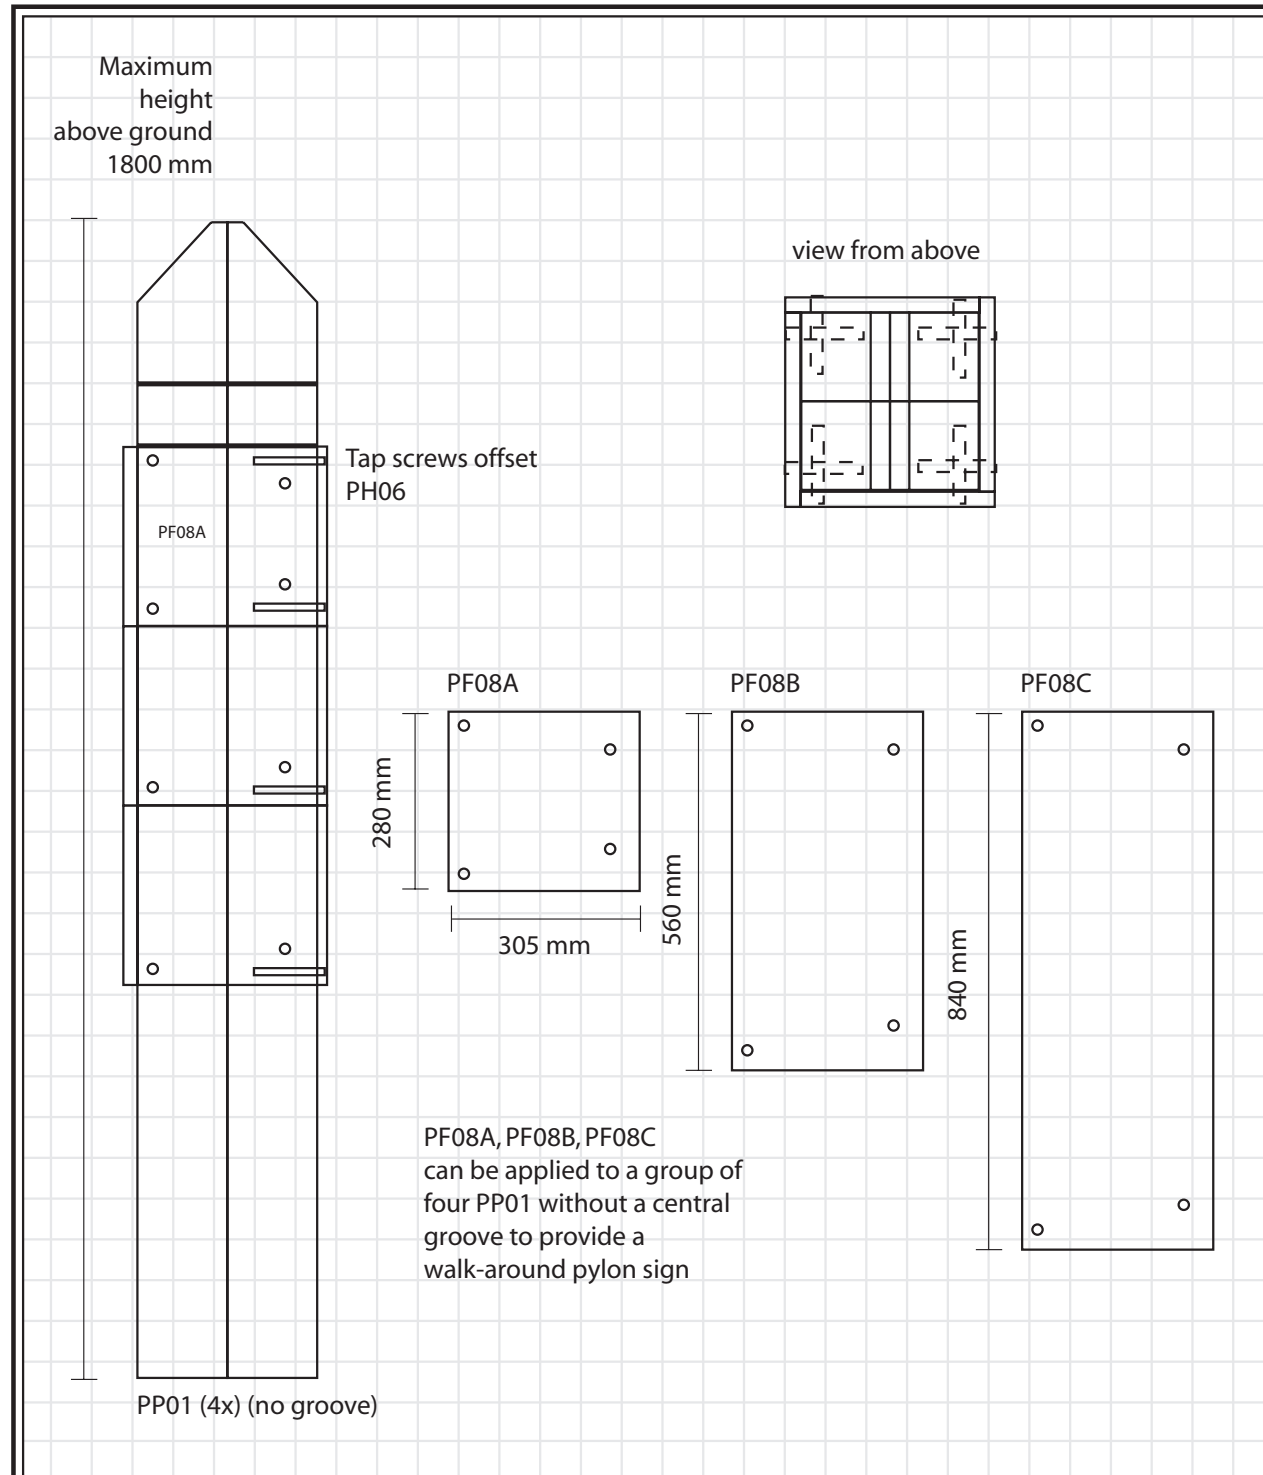 Maximum
height
above ground
1800 mm
view from above
Tap screws offset
PH06
PF08A
PF08A
PF08B
PF08C
280 mm
305 mm
560 mm
840 mm
PF08A, PF08B, PF08C
can be applied to a group of
four PP01 without a central
groove to provide a
walk-around pylon sign
PP01 (4x) (no groove)